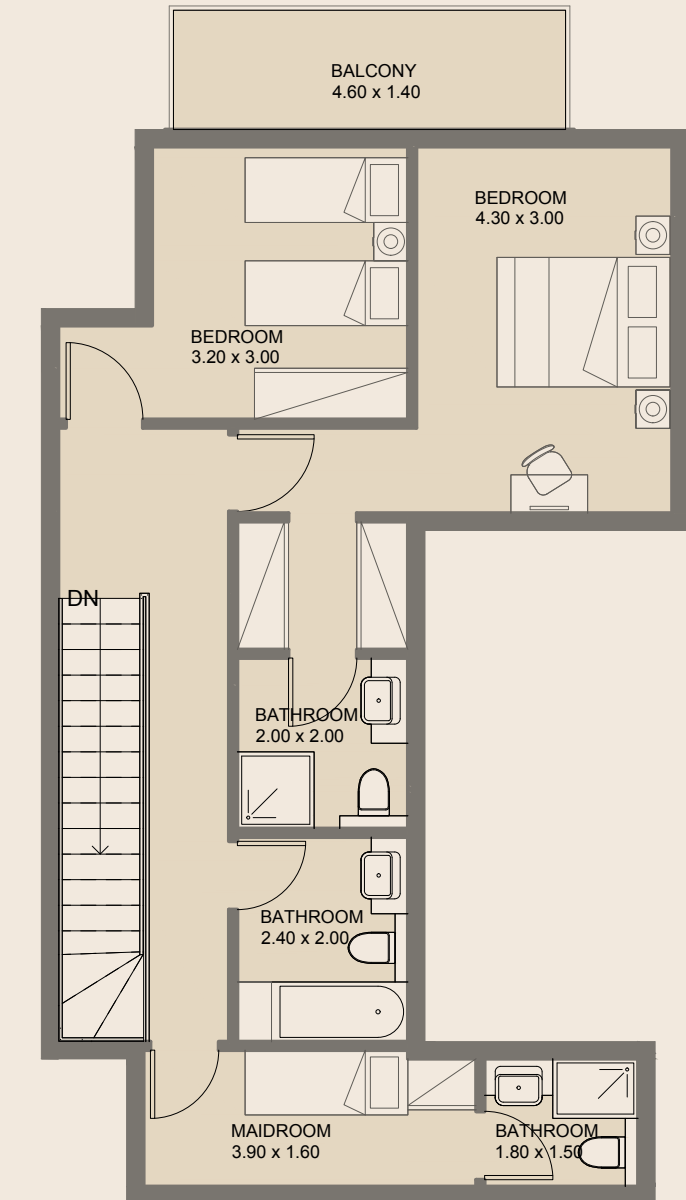 BALCONY
4.60 x 1.40
BEDROOM
4.30 x 3.00
BEDROOM
3.20 x 3.00
DN
BATHROOM
2.00 x 2.00
BATHROOM
2.40 x 2.00
MAIDROOM
3.90 x 1.60
BATHROOM
1.80 x 1.50